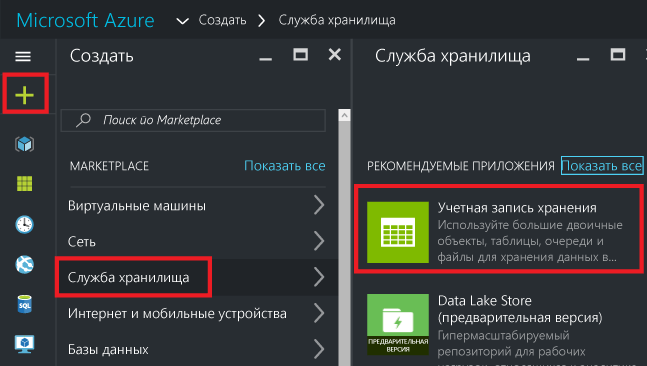 Microsoft Azure Создать Служба хранилища
Создать
Поиск по Marketplace
MARKETPLACE Показать все
Виртуальные машины
Сеть
Служба хранилища
Интернет и мобильные устройства
Базы данных
Служба хранилища
РЕКОМЕНДУЕМЫЕ ПРИЛОЖЕНИЯ Показать все
Учетная запись хранения
Используйте большие двоичные
объекты, таблицы, очереди и
файлы для хранения данных в...
Data Lake Store
(предварительная версия)
Гипермасштабируемый
репозиторий для рабочих
ПРЕДВАРИТЕЛЬНАЯ
ВЕРСИЯ
SQL